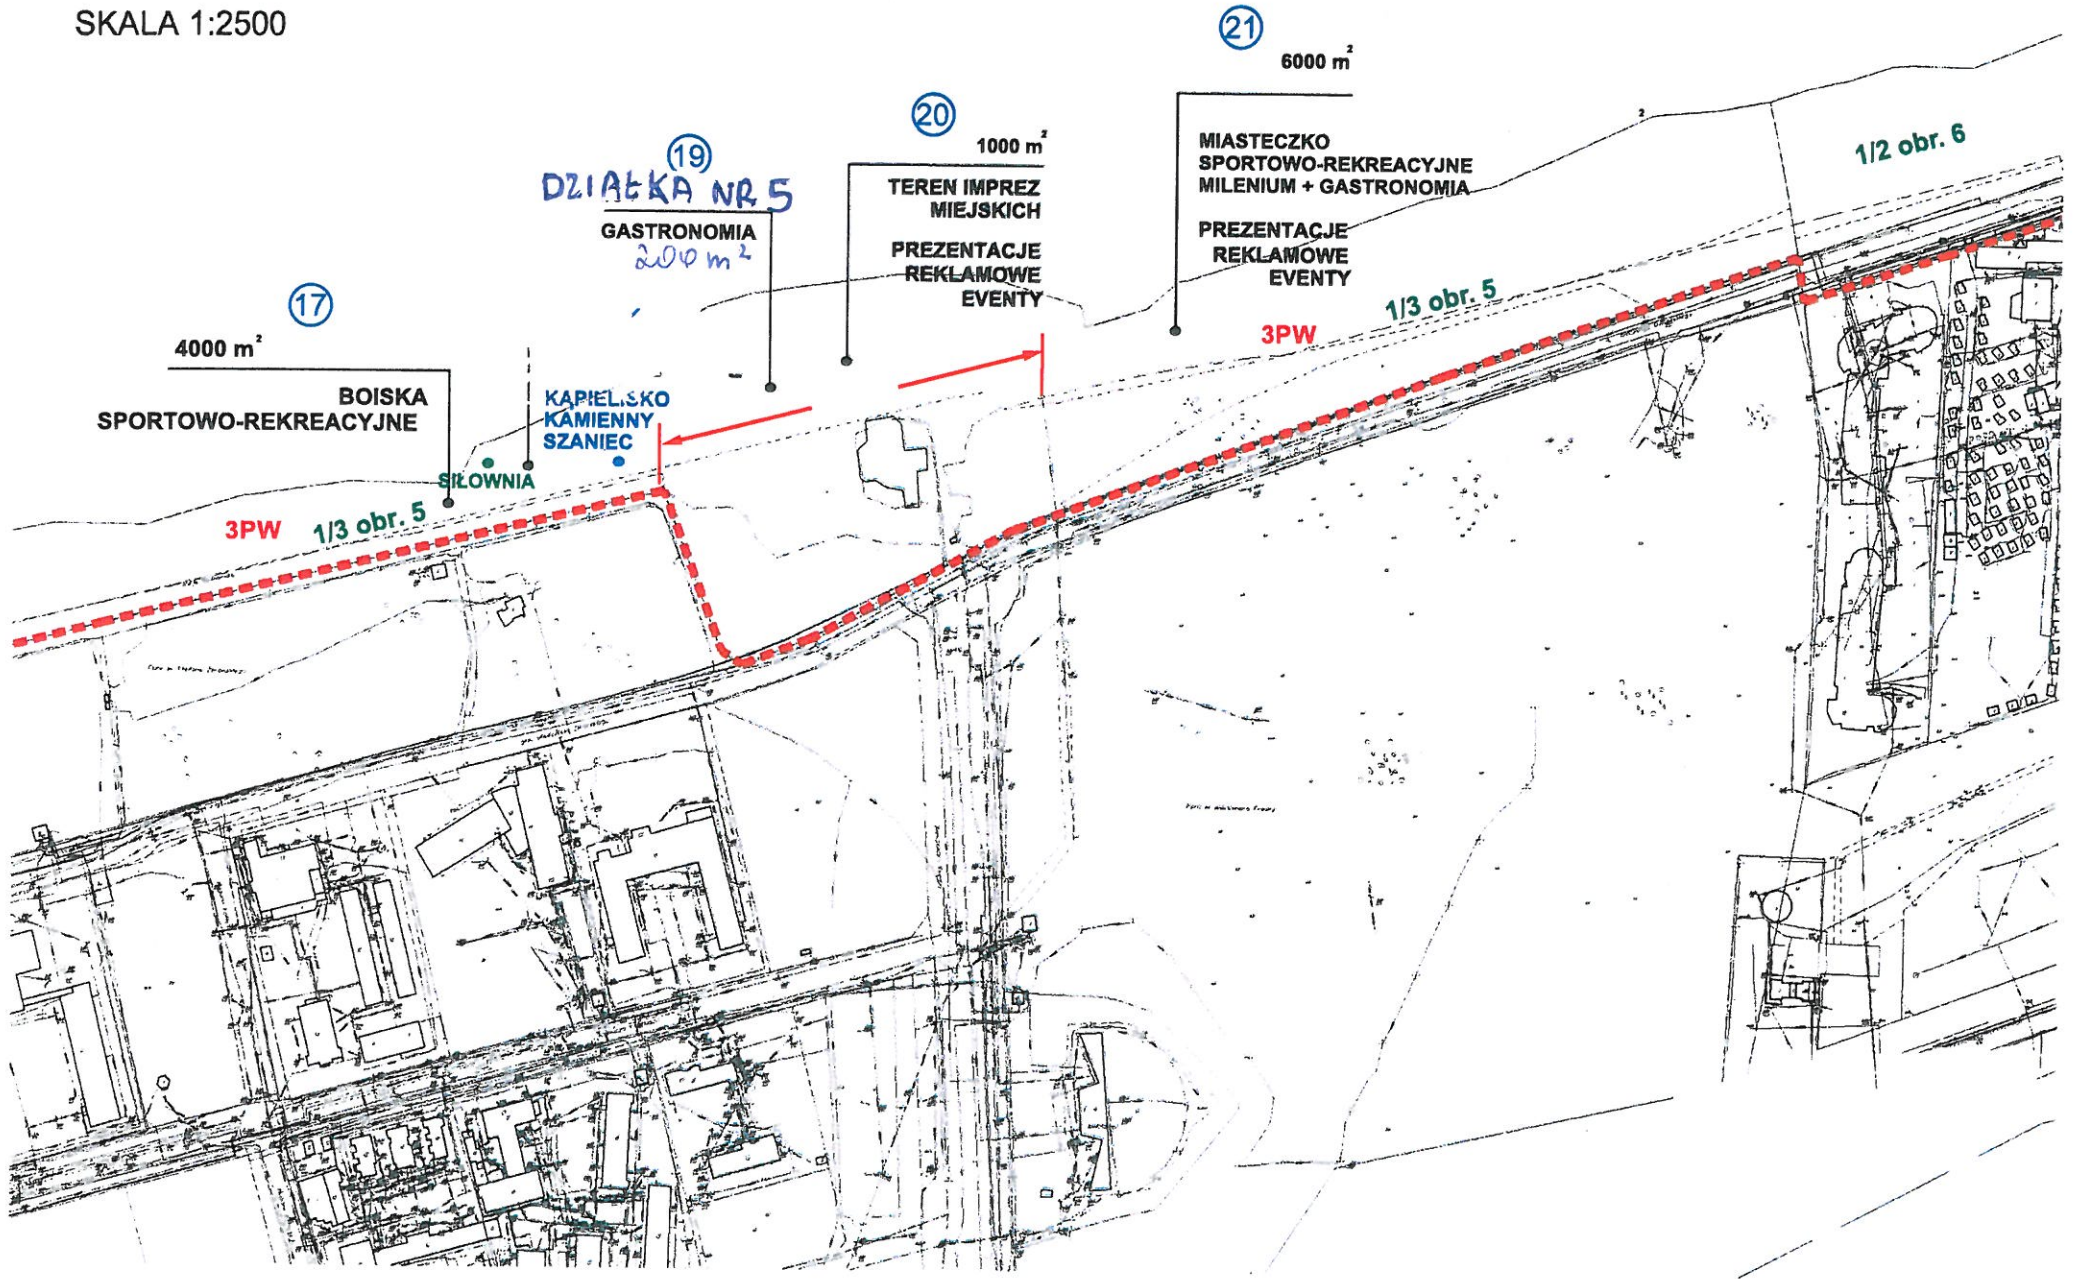 SKALA 1:2500
17
4000 m²
BOISKA
SPORTOWO-REKREACYJNE
SIŁOWNIA
KĄPIELISKO
KAMIENNY
SZANIEC
19
DZIAŁKA NR 5
GASTRONOMIA
200 m²
20
1000 m²
TEREN IMPREZ
MIEJSKICH
PREZENTACJE
REKLAMOWE
EVENTY
21
6000 m²
MIASTECZKO
SPORTOWO-REKREACYJNE
MILENIUM + GASTRONOMIA
PREZENTACJE
REKLAMOWE
EVENTY
2
1/2 obr. 6
1/3 obr. 5
3PW
3PW
1/3 obr. 5